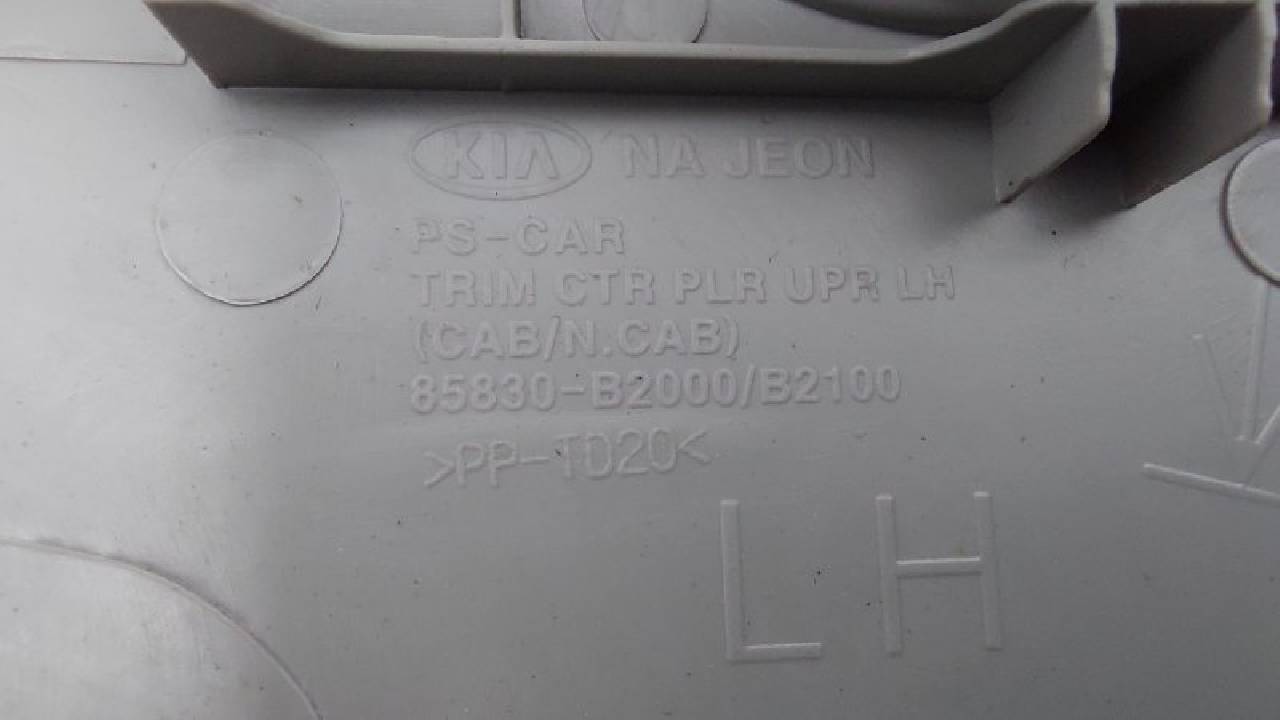 KIA NA JEON
PS-CAR
TRIM CTR PLR UPR LH
(CAB/N.CAB)
85830-B2000/B2100
>PP-TD20<
LH